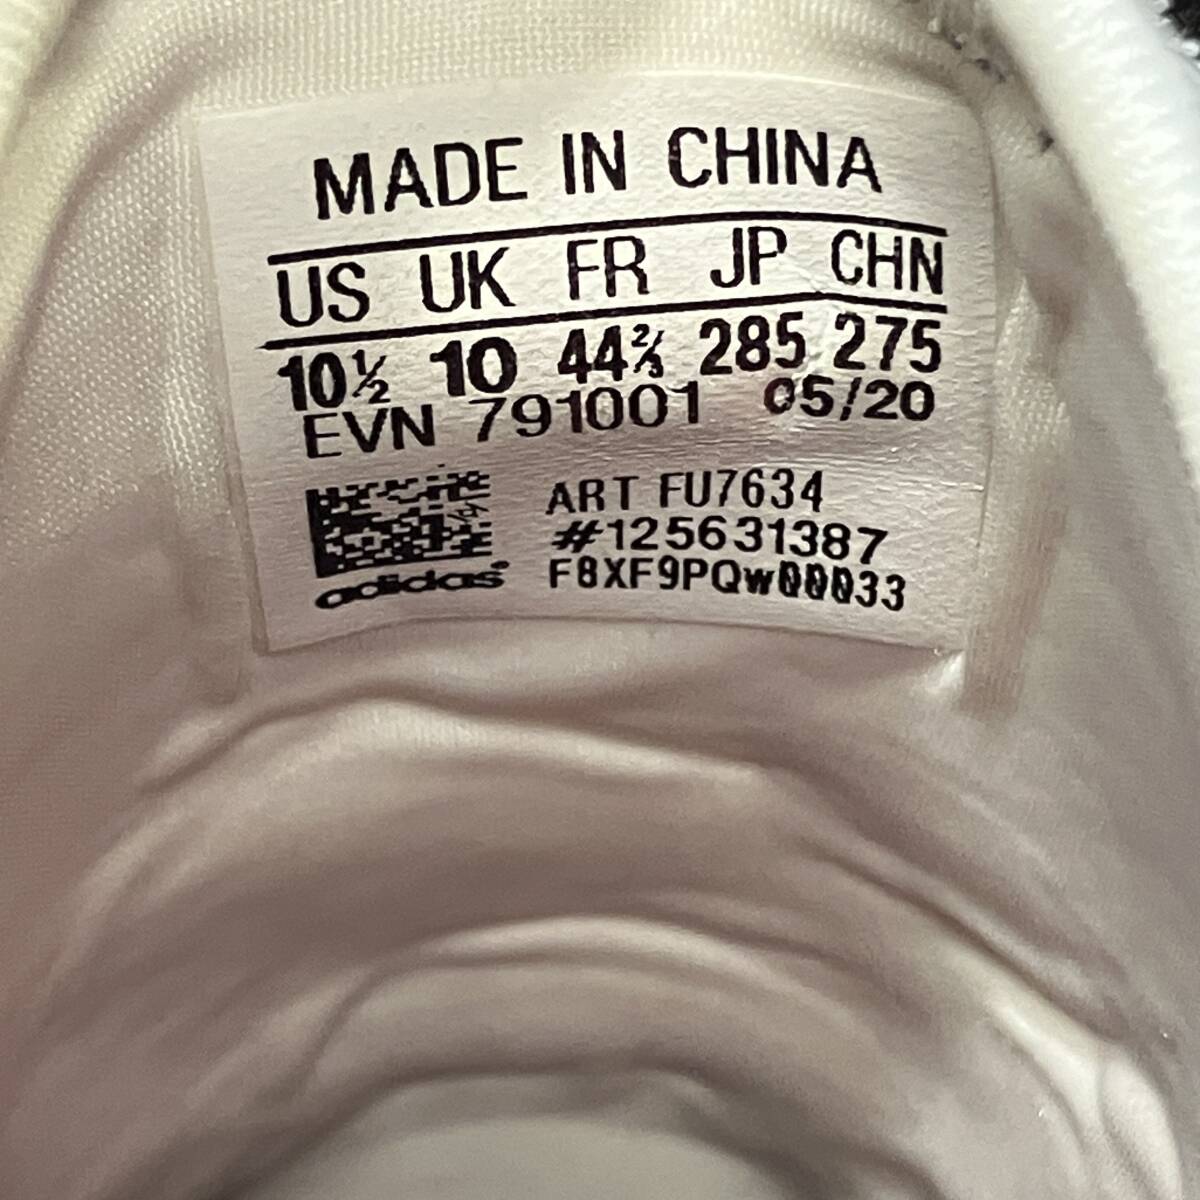 MADE IN CHINA
US UK FR JP CHN
10½ 10 44⅔ 285 275
EVN 791001 05/20
ART FU7634
#125631387
adidas F8XF9PQw00033